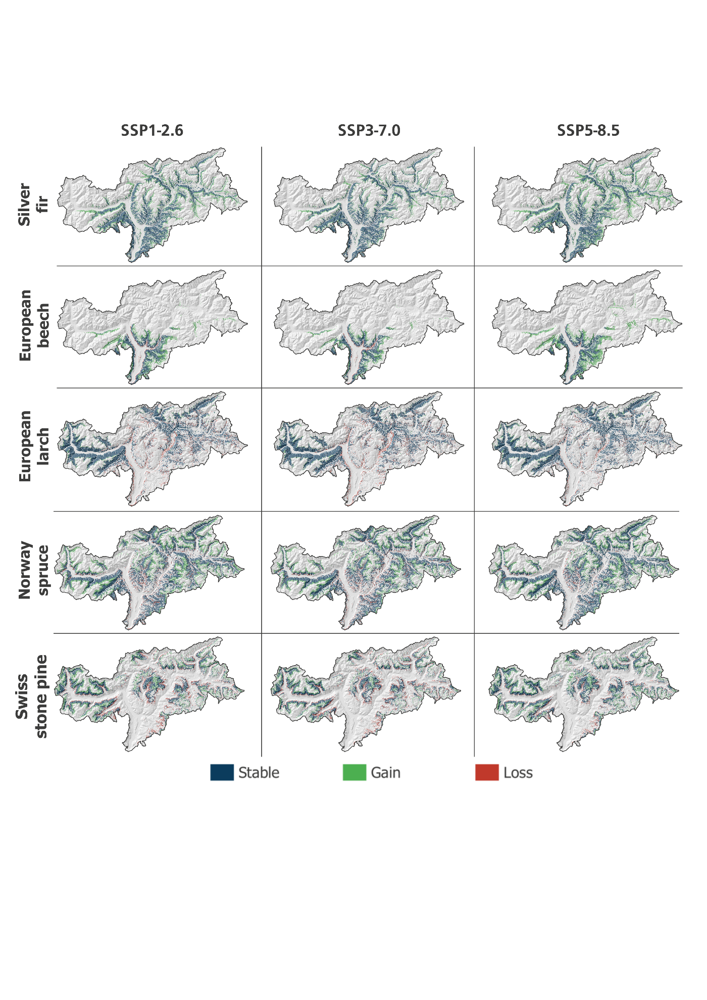 SSP1-2.6
SSP3-7.0
SSP5-8.5
Silver
fir
European
beech
European
larch
Norway
spruce
Swiss
stone pine
Stable
Gain
Loss